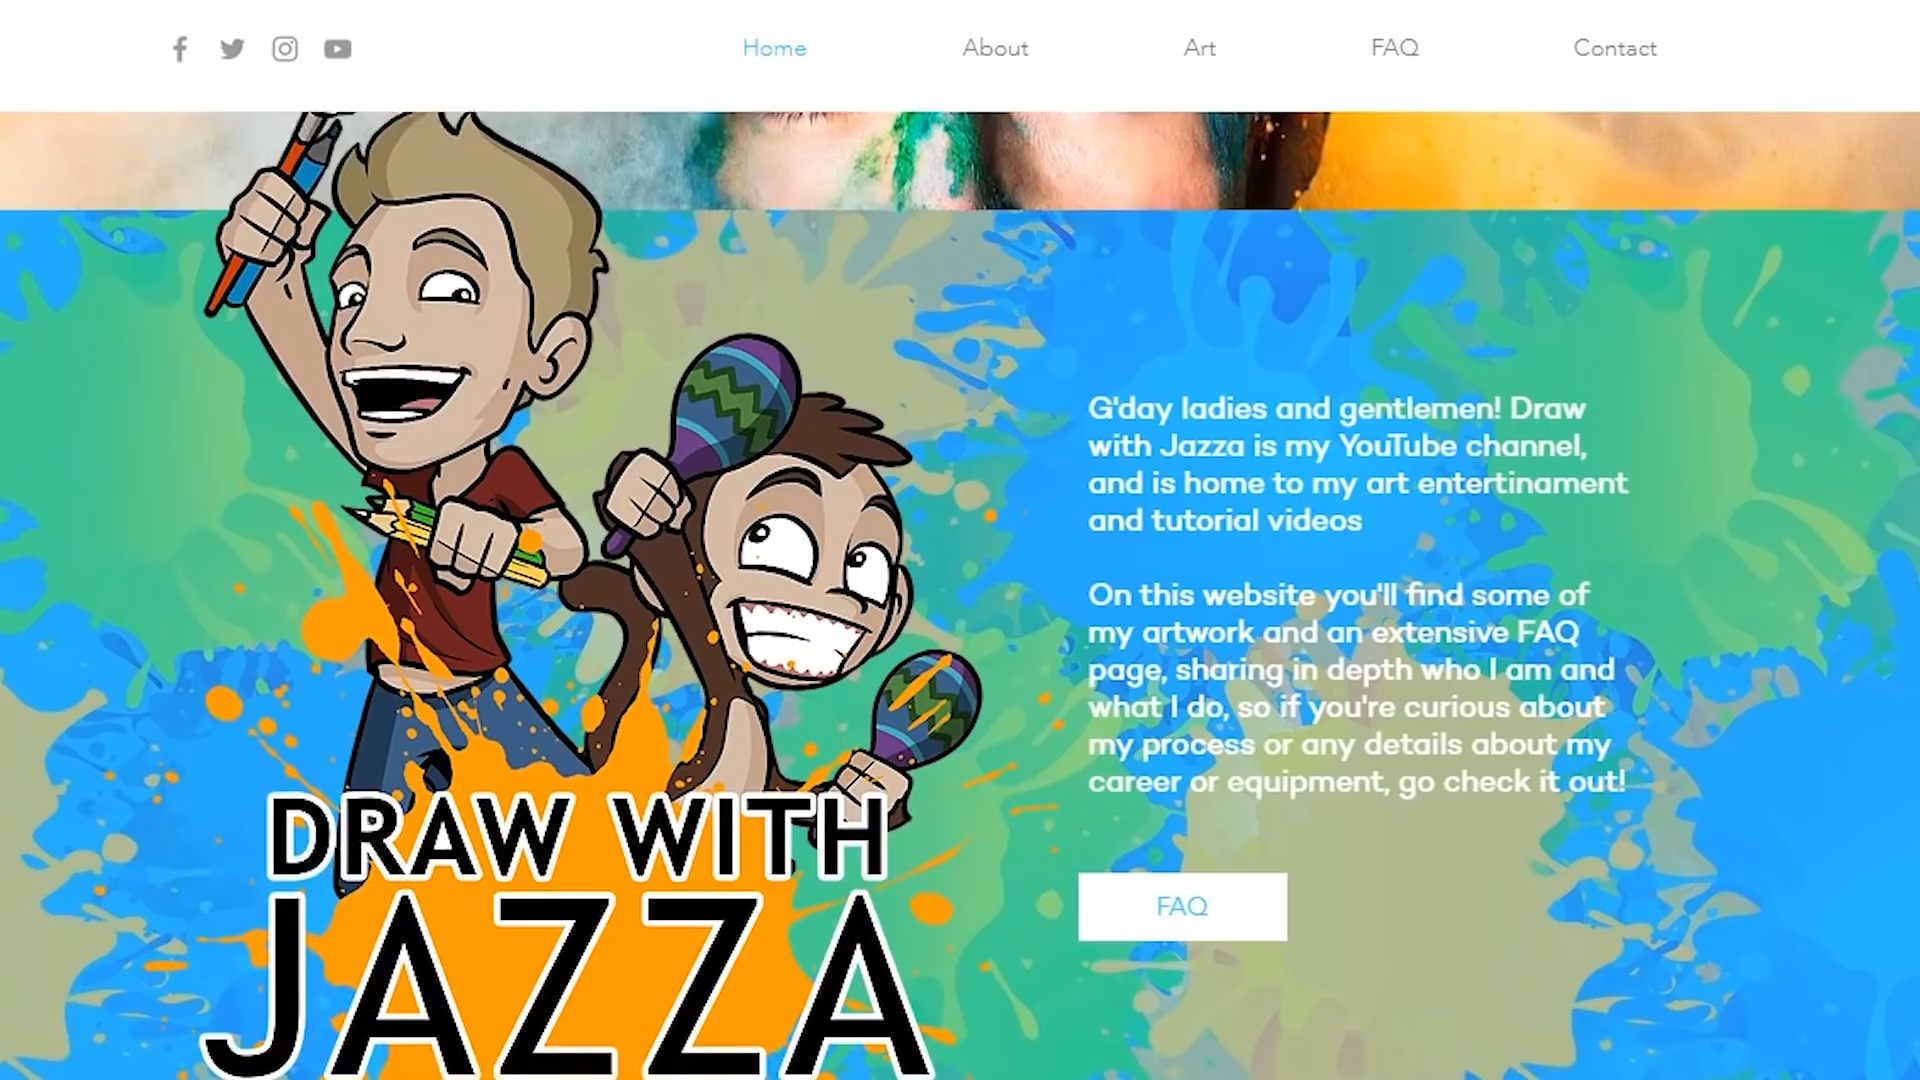 Home About Art FAQ Contact
G'day ladies and gentlemen! Draw
with Jazza is my YouTube channel,
and is home to my art entertinament
and tutorial videos
On this website you'll find some of
my artwork and an extensive FAQ
page, sharing in depth who I am and
what I do, so if you're curious about
my process or any details about my
career or equipment, go check it out!
FAQ
DRAW WITH
JAZZA